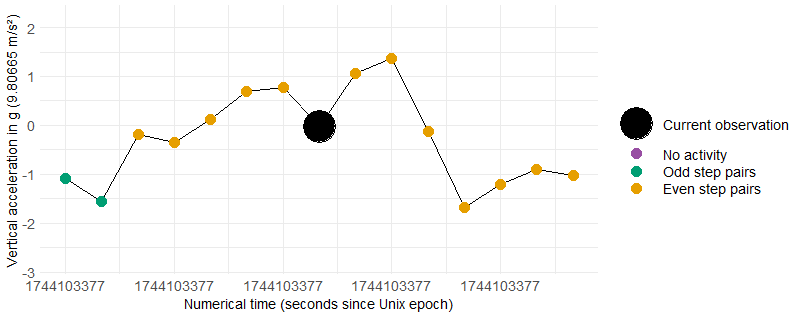 Vertical acceleration in g (9.80665 m/s²)
2
1
0
-1
-2
-3
1744103377 1744103377 1744103377 1744103377 1744103377
Numerical time (seconds since Unix epoch)
Current observation
No activity
Odd step pairs
Even step pairs